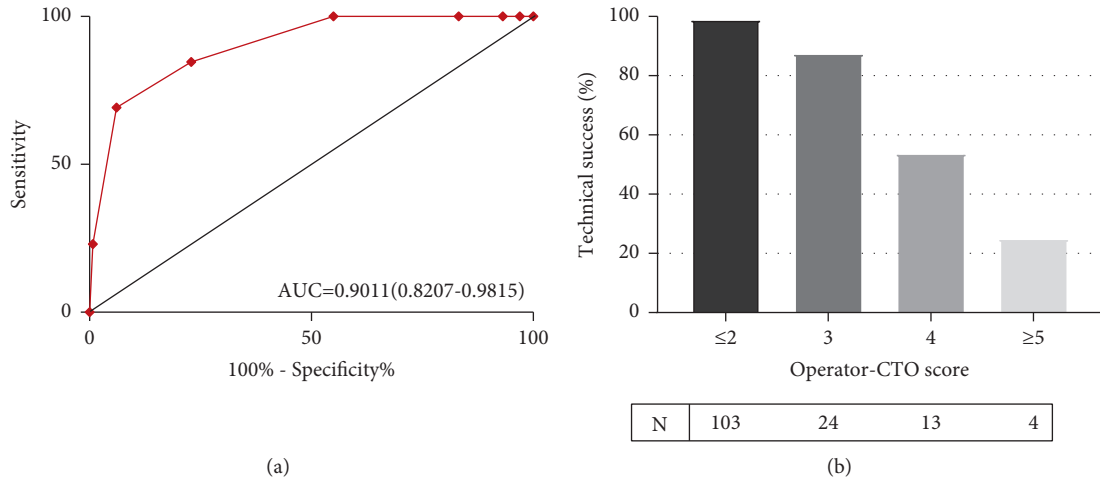 100
50
0
Sensitivity
AUC=0.9011(0.8207-0.9815)
0 50 100
100% - Specificity%
(a)
100
80
60
40
20
0
Technical success (%)
≤2 3 4 ≥5
Operator-CTO score
N 103 24 13 4
(b)